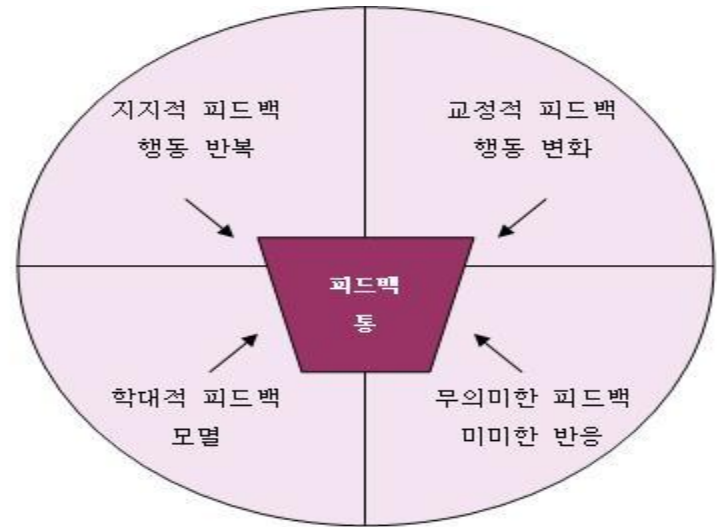 지지적 피드백
행동 반복
교정적 피드백
행동 변화
피드백
통
학대적 피드백
모멸
무의미한 피드백
미미한 반응